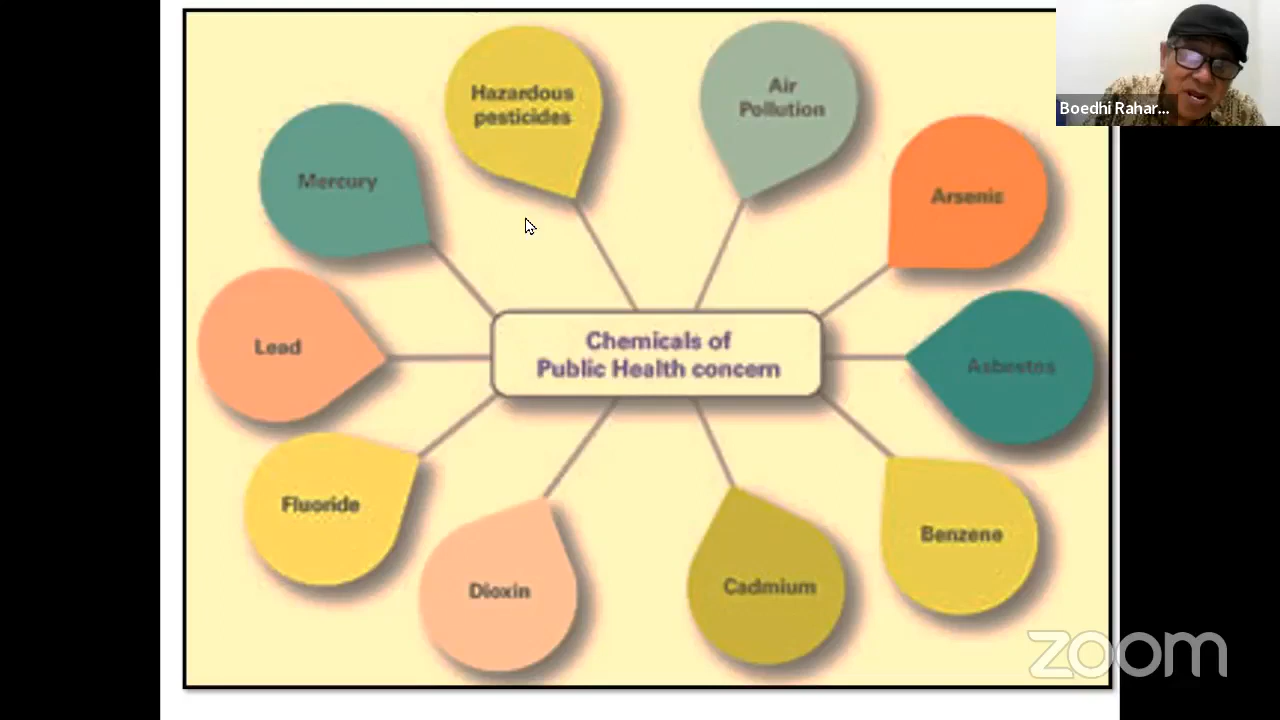 Hazardous
pesticides
Air
Pollution
Boedhi Rahar...
Mercury
Arsenic
Lead
Chemicals of
Public Health concern
Asbestos
Fluoride
Benzene
Dioxin
Cadmium
zoom